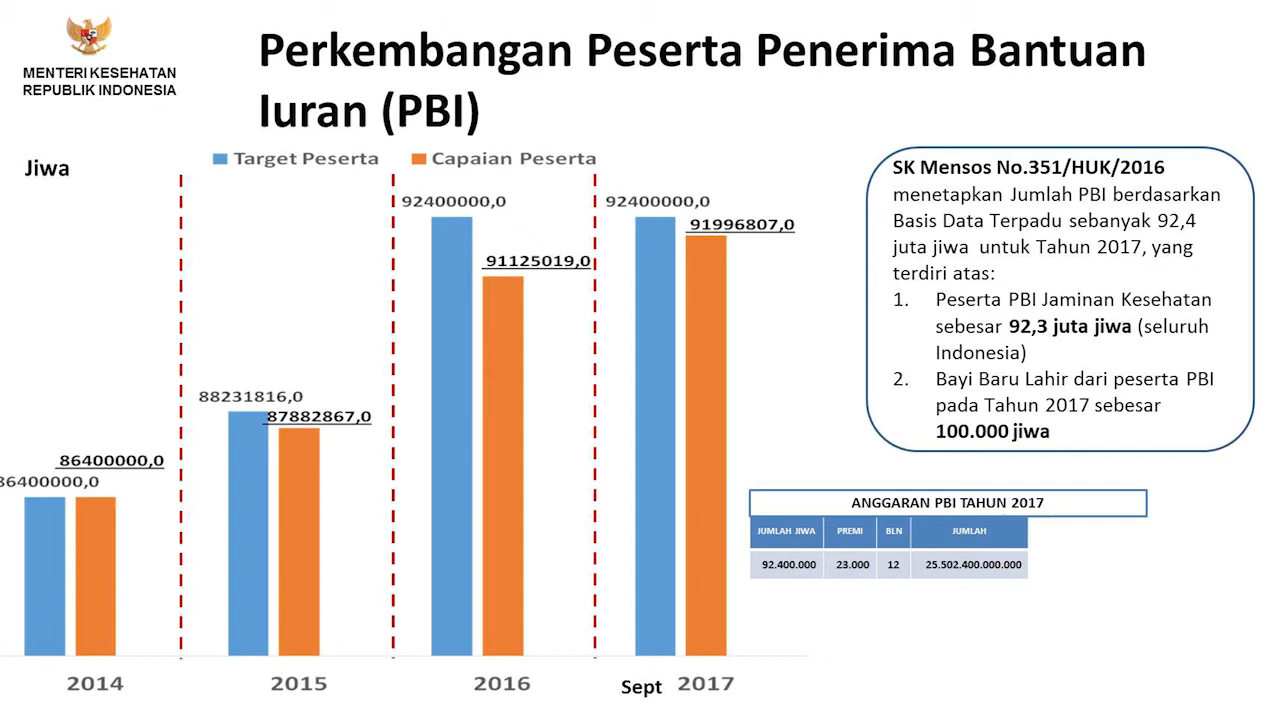 MENTERI KESEHATAN
REPUBLIK INDONESIA
Perkembangan Peserta Penerima Bantuan
Iuran (PBI)
Jiwa
Target Peserta
Capaian Peserta
86400000,0
86400000,0
88231816,0
87882867,0
92400000,0
91125019,0
92400000,0
91996807,0
2014
2015
2016
Sept 2017
SK Mensos No.351/HUK/2016
menetapkan Jumlah PBI berdasarkan
Basis Data Terpadu sebanyak 92,4
juta jiwa untuk Tahun 2017, yang
terdiri atas:
1. Peserta PBI Jaminan Kesehatan
sebesar 92,3 juta jiwa (seluruh
Indonesia)
2. Bayi Baru Lahir dari peserta PBI
pada Tahun 2017 sebesar
100.000 jiwa
ANGGARAN PBI TAHUN 2017
JUMLAH JIWA PREMI BLN JUMLAH
92.400.000 23.000 12 25.502.400.000.000